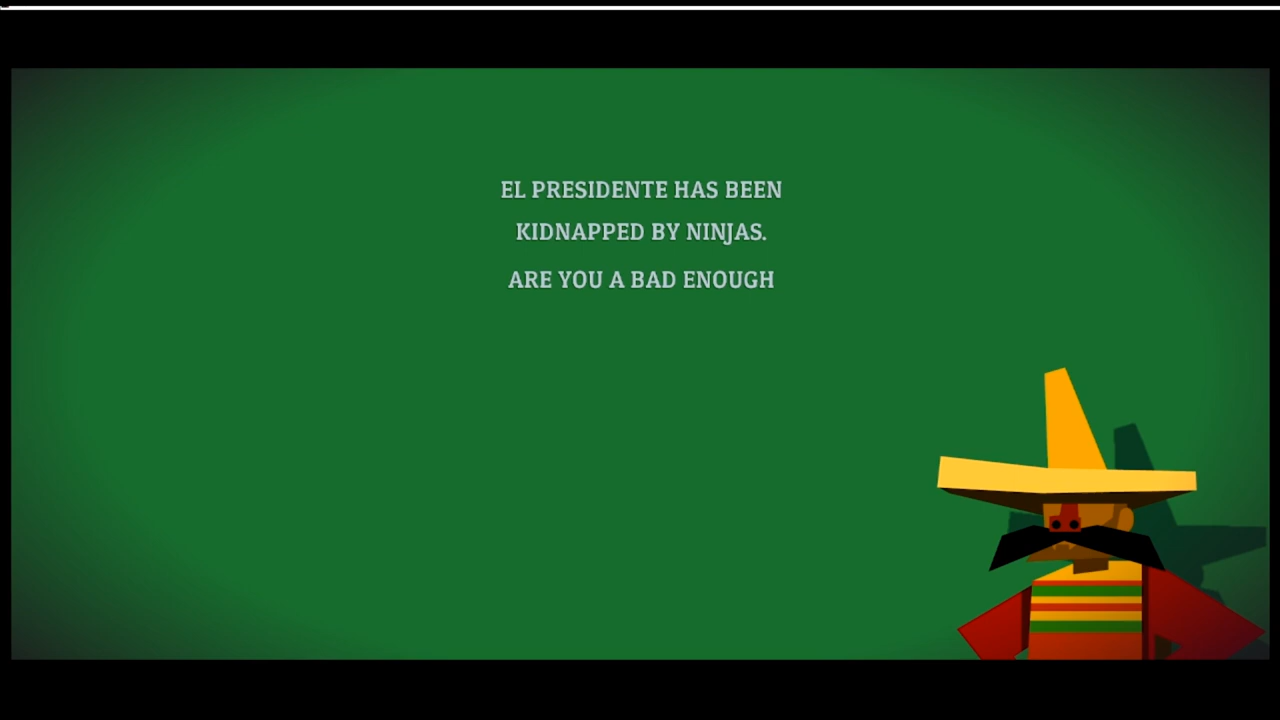 EL PRESIDENTE HAS BEEN
KIDNAPPED BY NINJAS.
ARE YOU A BAD ENOUGH